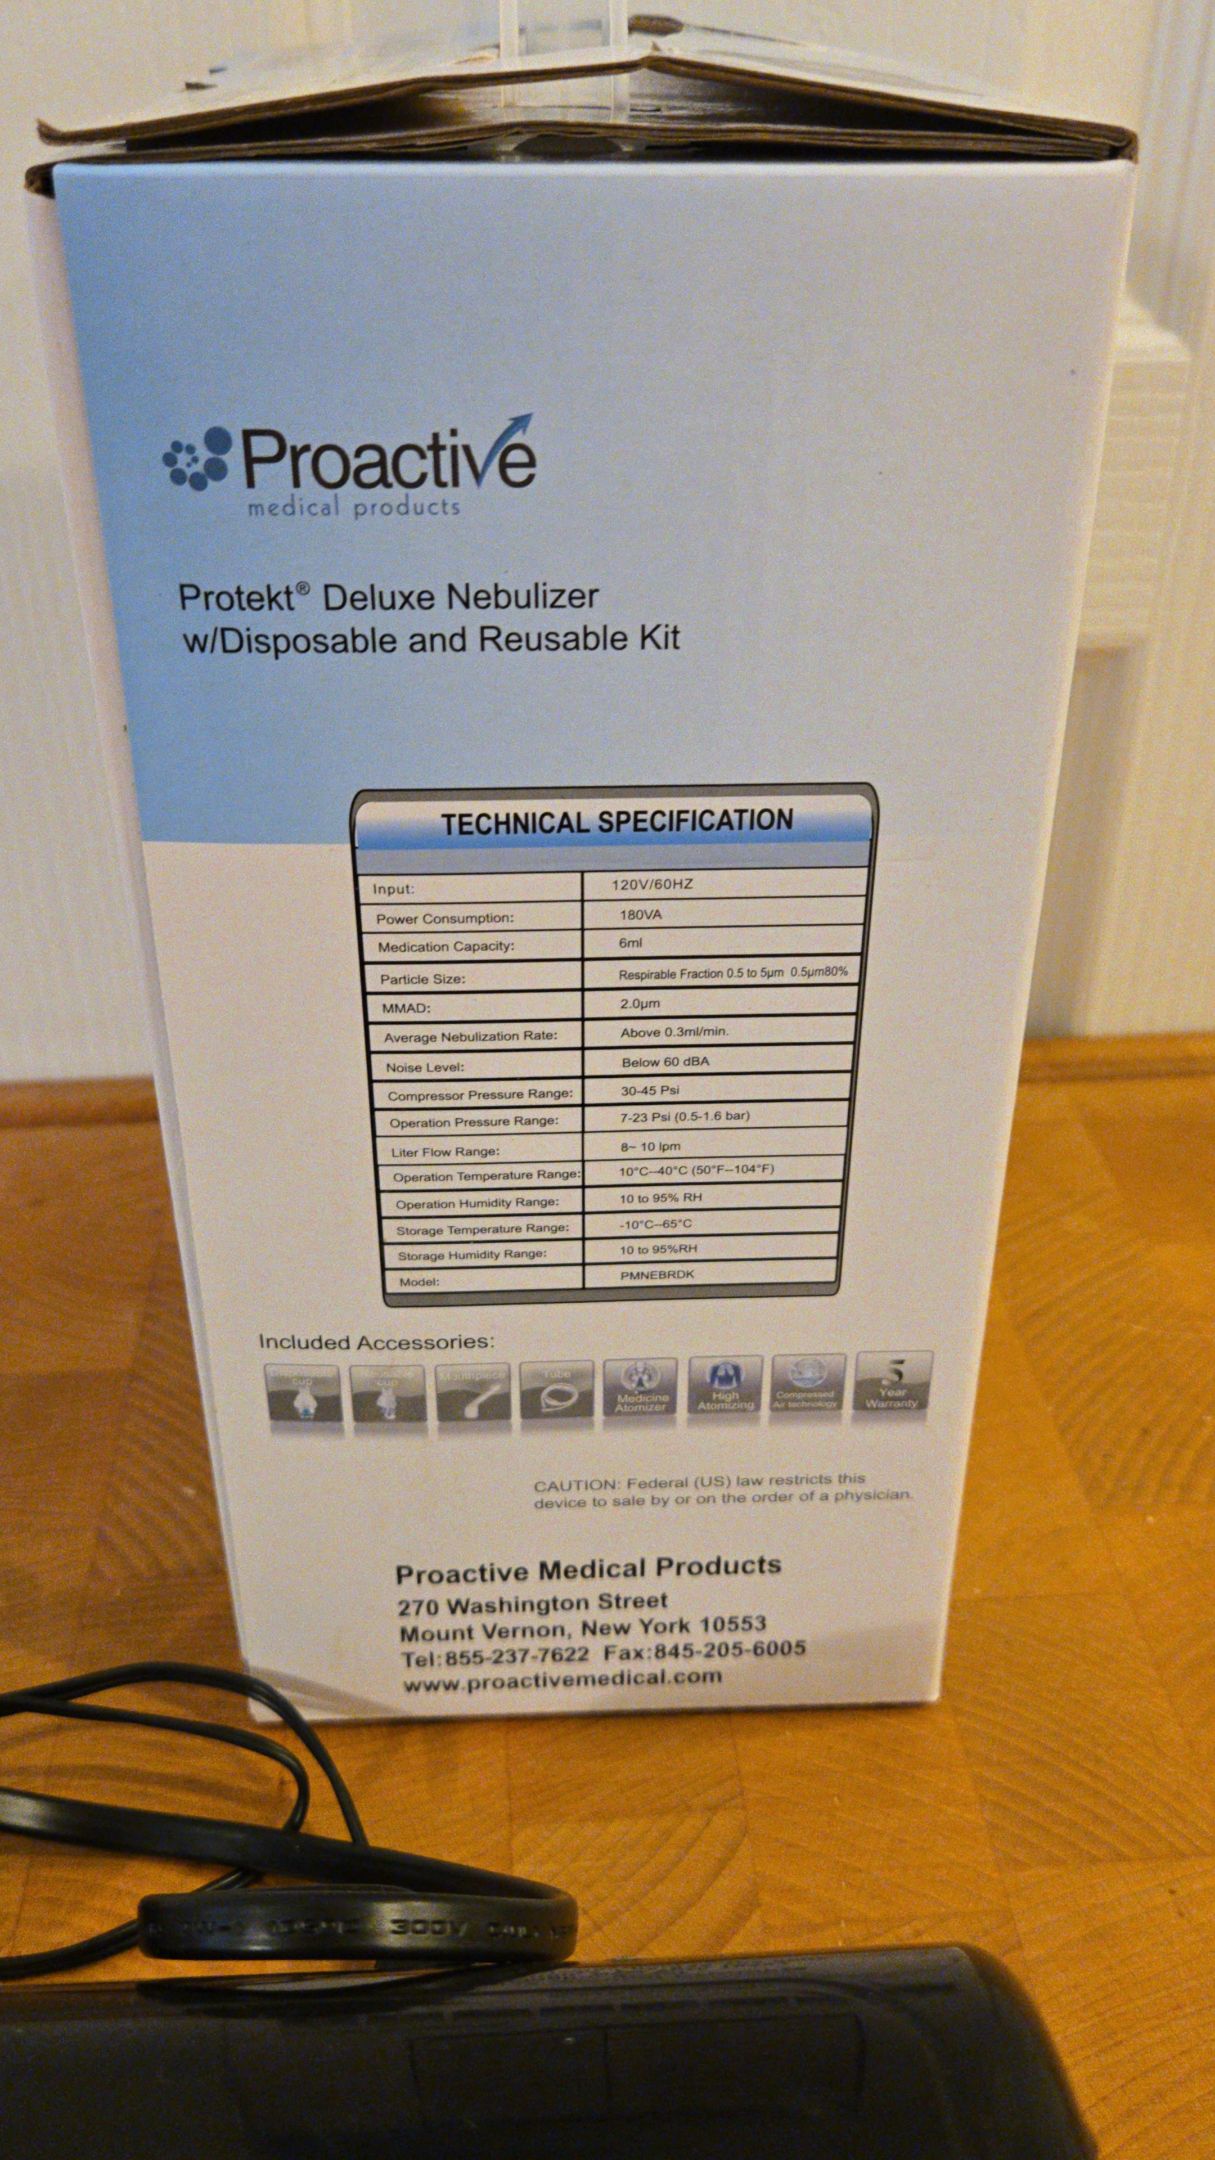 Proactive
medical products
Protekt® Deluxe Nebulizer
w/Disposable and Reusable Kit
TECHNICAL SPECIFICATION
Input: 120V/60HZ
Power Consumption: 180VA
Medication Capacity: 6ml
Particle Size: Respirable Fraction 0.5 to 5µm 0.5µm80%
MMAD: 2.0µm
Average Nebulization Rate: Above 0.3ml/min.
Noise Level: Below 60 dBA
Compressor Pressure Range: 30-45 Psi
Operation Pressure Range: 7-23 Psi (0.5-1.6 bar)
Liter Flow Range: 8~ 10 lpm
Operation Temperature Range: 10°C~40°C (50°F~104°F)
Operation Humidity Range: 10 to 95% RH
Storage Temperature Range: -10°C~65°C
Storage Humidity Range: 10 to 95%RH
Model: PMNEBRDK
Included Accessories:
Cup
Cup
Mouthpiece
Tube
Medicine
Atomizer
High
Atomizing
Compressed
Air technology
5
Year
Warranty
CAUTION: Federal (US) law restricts this
device to sale by or on the order of a physician.
Proactive Medical Products
270 Washington Street
Mount Vernon, New York 10553
Tel:855-237-7622 Fax:845-205-6005
www.proactivemedical.com
300V